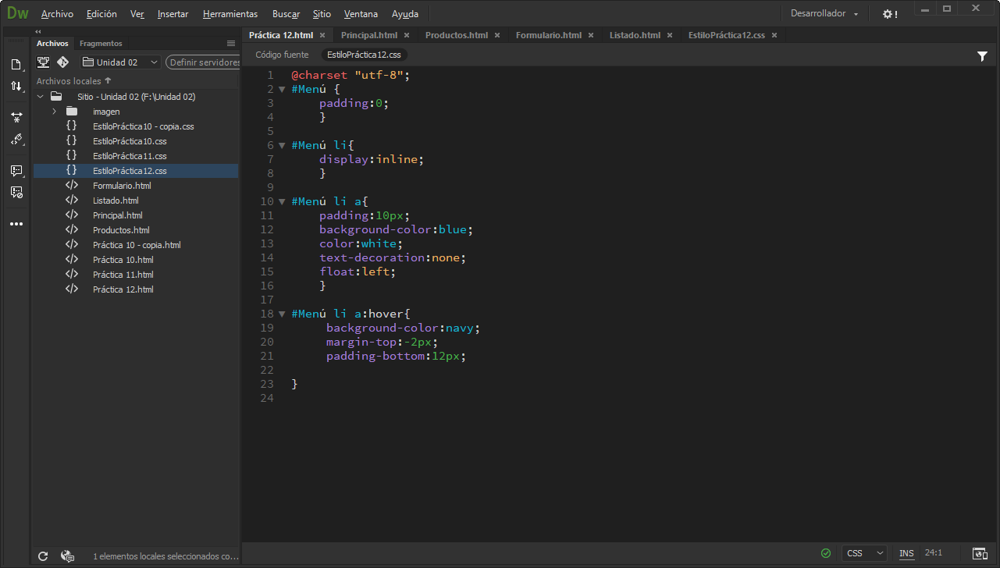 Dw Archivo Edición Ver Insertar Herramientas Buscar Sitio Ventana Ayuda Desarrollador !
Archivos Fragmentos
Unidad 02 Definir servidores
Archivos locales
Sitio - Unidad 02 (F:\Unidad 02)
imagen
EstiloPráctica10 - copia.css
EstiloPráctica10.css
EstiloPráctica11.css
EstiloPráctica12.css
Formulario.html
Listado.html
Principal.html
Productos.html
Práctica 10 - copia.html
Práctica 10.html
Práctica 11.html
Práctica 12.html
1 elementos locales seleccionados co...
Práctica 12.html Principal.html Productos.html Formulario.html Listado.html EstiloPráctica12.css
Código fuente EstiloPráctica12.css
1 @charset "utf-8";
2 #Menú {
3 padding:0;
4 }
5
6 #Menú li{
7 display:inline;
8 }
9
10 #Menú li a{
11 padding:10px;
12 background-color:blue;
13 color:white;
14 text-decoration:none;
15 float:left;
16 }
17
18 #Menú li a:hover{
19 background-color:navy;
20 margin-top:-2px;
21 padding-bottom:12px;
22
23 }
24
CSS INS 24:1